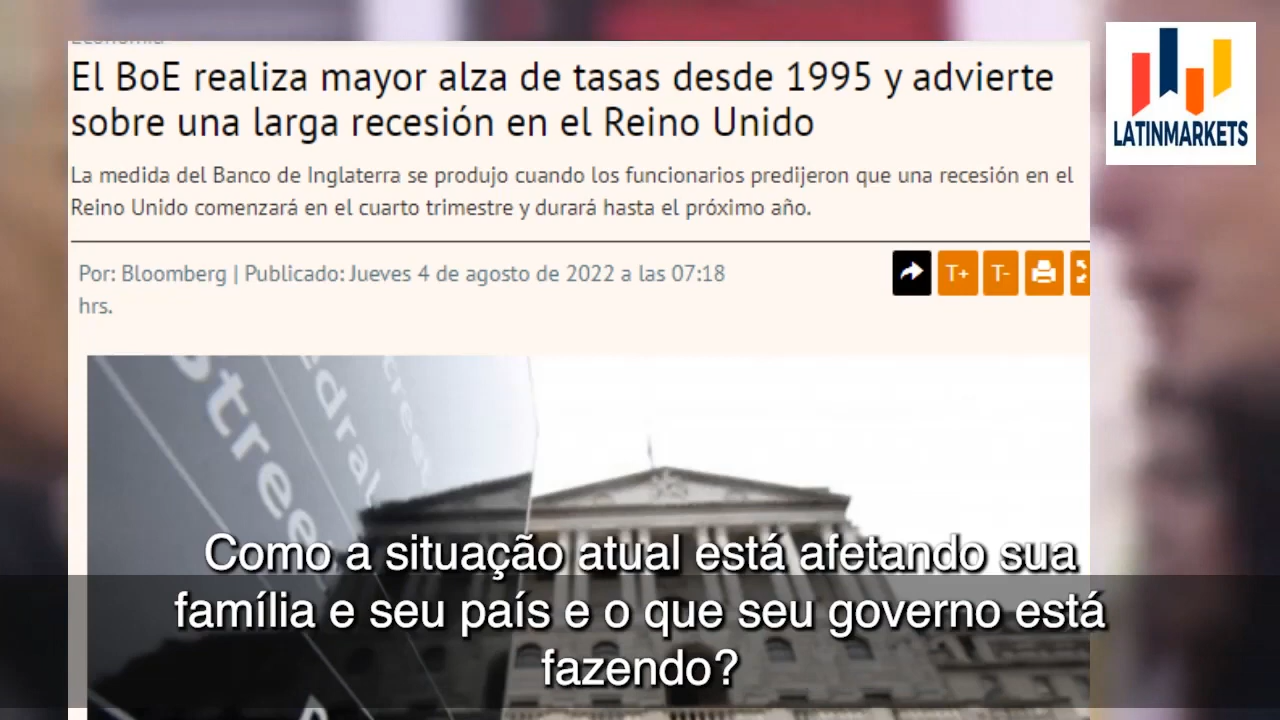 Economía
El BoE realiza mayor alza de tasas desde 1995 y advierte
sobre una larga recesión en el Reino Unido
La medida del Banco de Inglaterra se produjo cuando los funcionarios predijeron que una recesión en el
Reino Unido comenzará en el cuarto trimestre y durará hasta el próximo año.
Por: Bloomberg | Publicado: Jueves 4 de agosto de 2022 a las 07:18
hrs.
T+ T-
LATINMARKETS
Como a situação atual está afetando sua
família e seu país e o que seu governo está
fazendo?